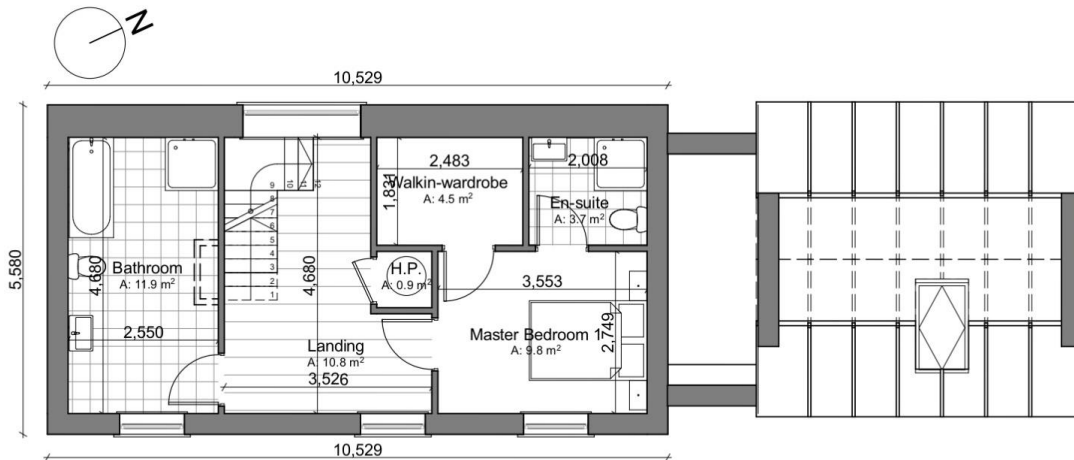 N
10,529
5,580
Bathroom
A: 11.9 m²
4,680
2,550
9
8
7
6
5
4
3
2
1
10
11
12
4,680
Landing
A: 10.8 m²
3,526
2,483
1,831
Walkin-wardrobe
A: 4.5 m²
2,008
En-suite
A: 3.7 m²
H.P.
A: 0.9 m²
3,553
Master Bedroom 1
A: 9.8 m²
2,749
10,529